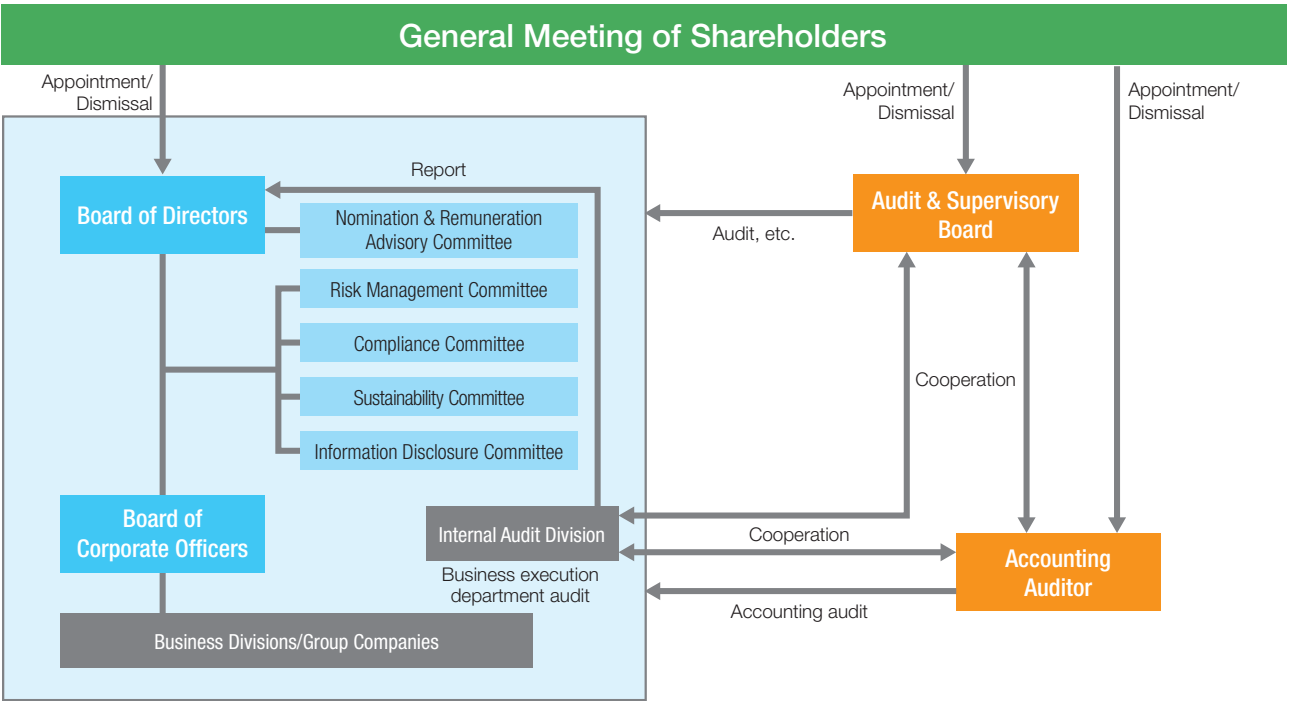 General Meeting of Shareholders
Appointment/
Dismissal
Appointment/
Dismissal
Appointment/
Dismissal
Report
Board of Directors
Nomination & Remuneration
Advisory Committee
Audit & Supervisory
Board
Audit, etc.
Risk Management Committee
Compliance Committee
Sustainability Committee
Information Disclosure Committee
Cooperation
Board of
Corporate Officers
Internal Audit Division
Cooperation
Business execution
department audit
Accounting
Auditor
Accounting audit
Business Divisions/Group Companies